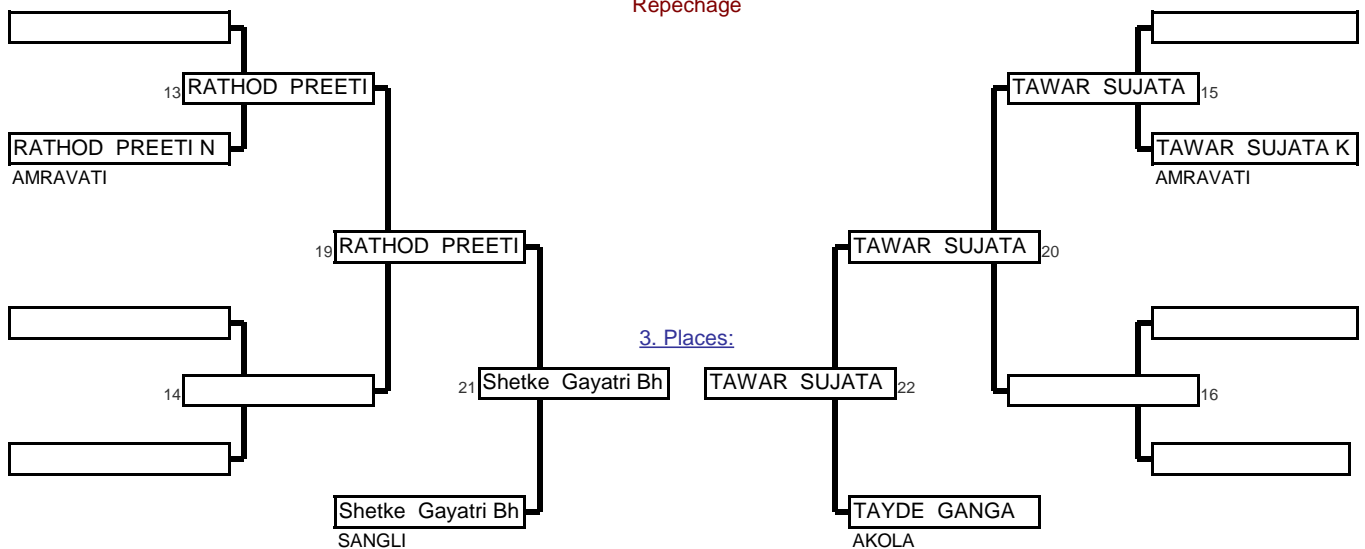 Repechage
13 RATHOD PREETI
TAWAR SUJATA 15
RATHOD PREETI N
TAWAR SUJATA K
AMRAVATI
AMRAVATI
19 RATHOD PREETI
TAWAR SUJATA 20
3. Places:
14
21 Shetke Gayatri Bh
TAWAR SUJATA 22
16
Shetke Gayatri Bh
TAYDE GANGA
SANGLI
AKOLA